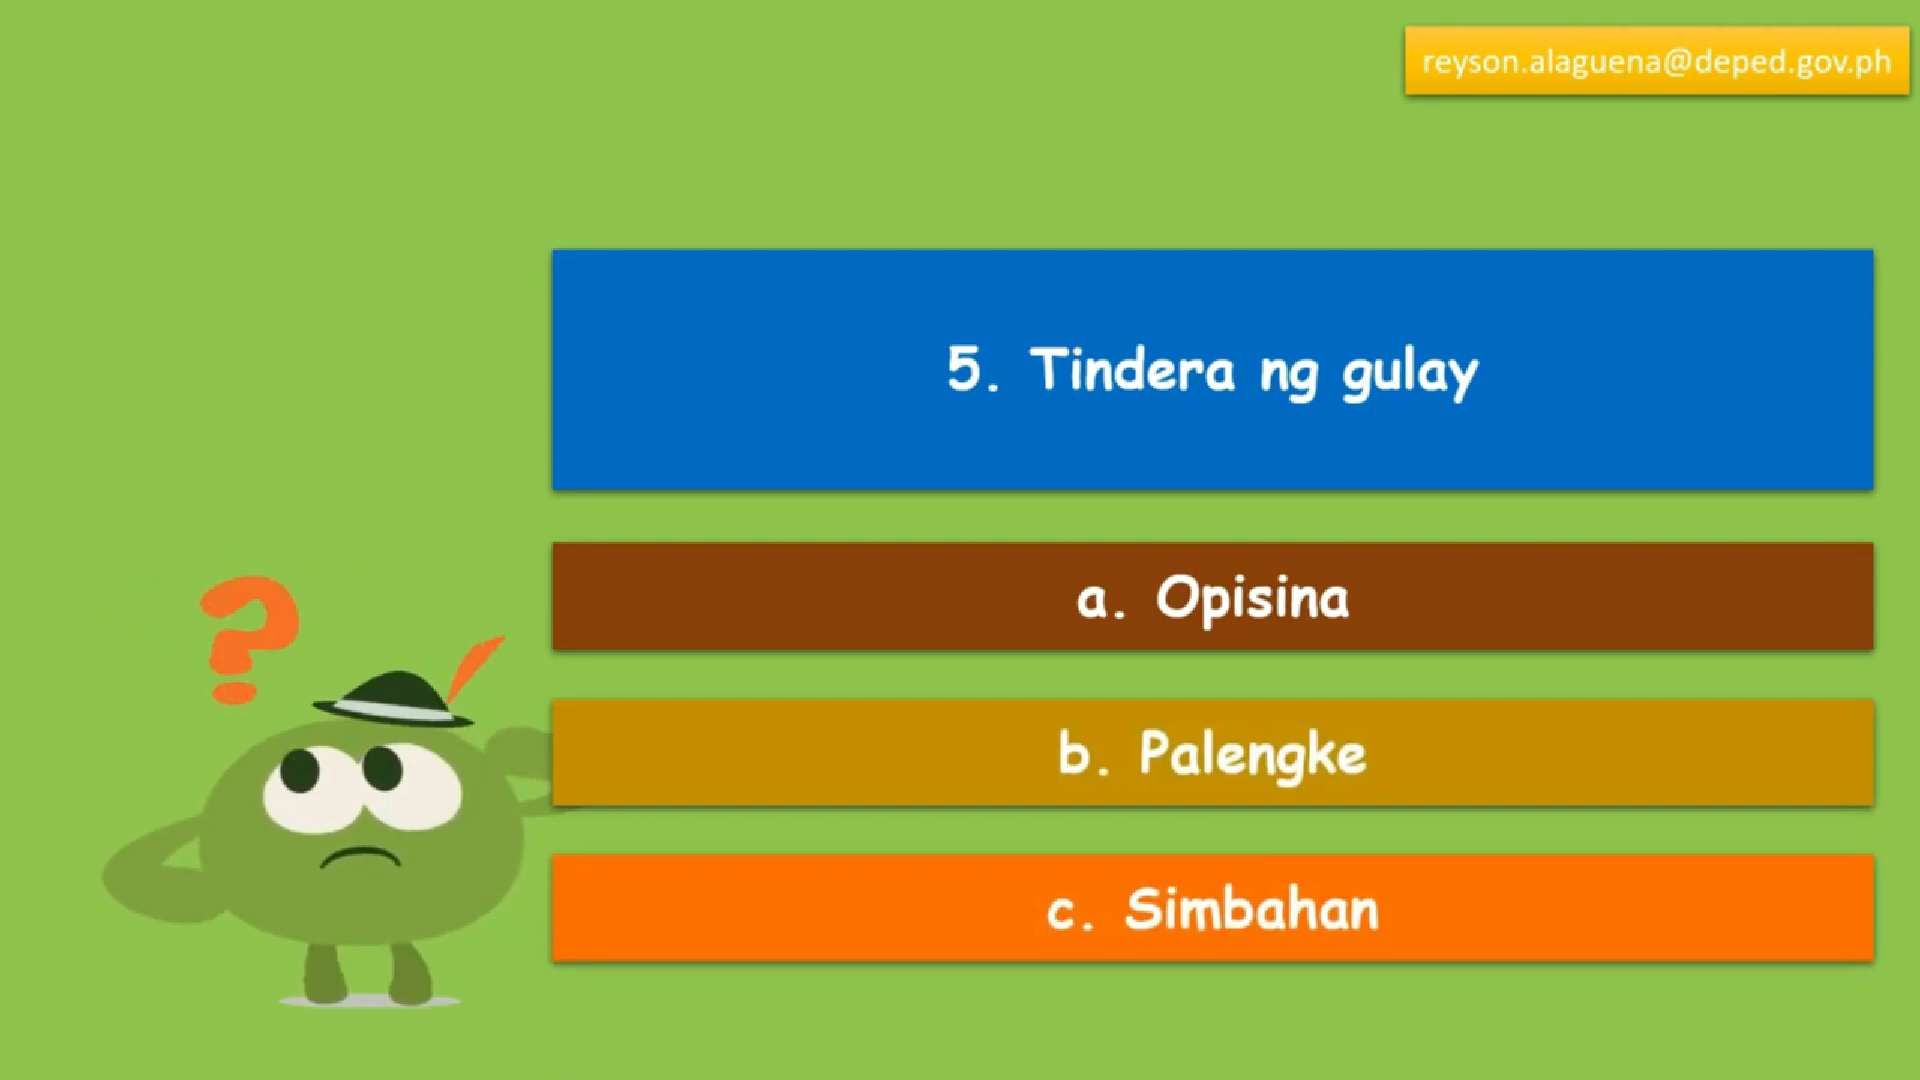 reyson.alaguena@deped.gov.ph
5. Tindera ng gulay
a. Opisina
b. Palengke
c. Simbahan